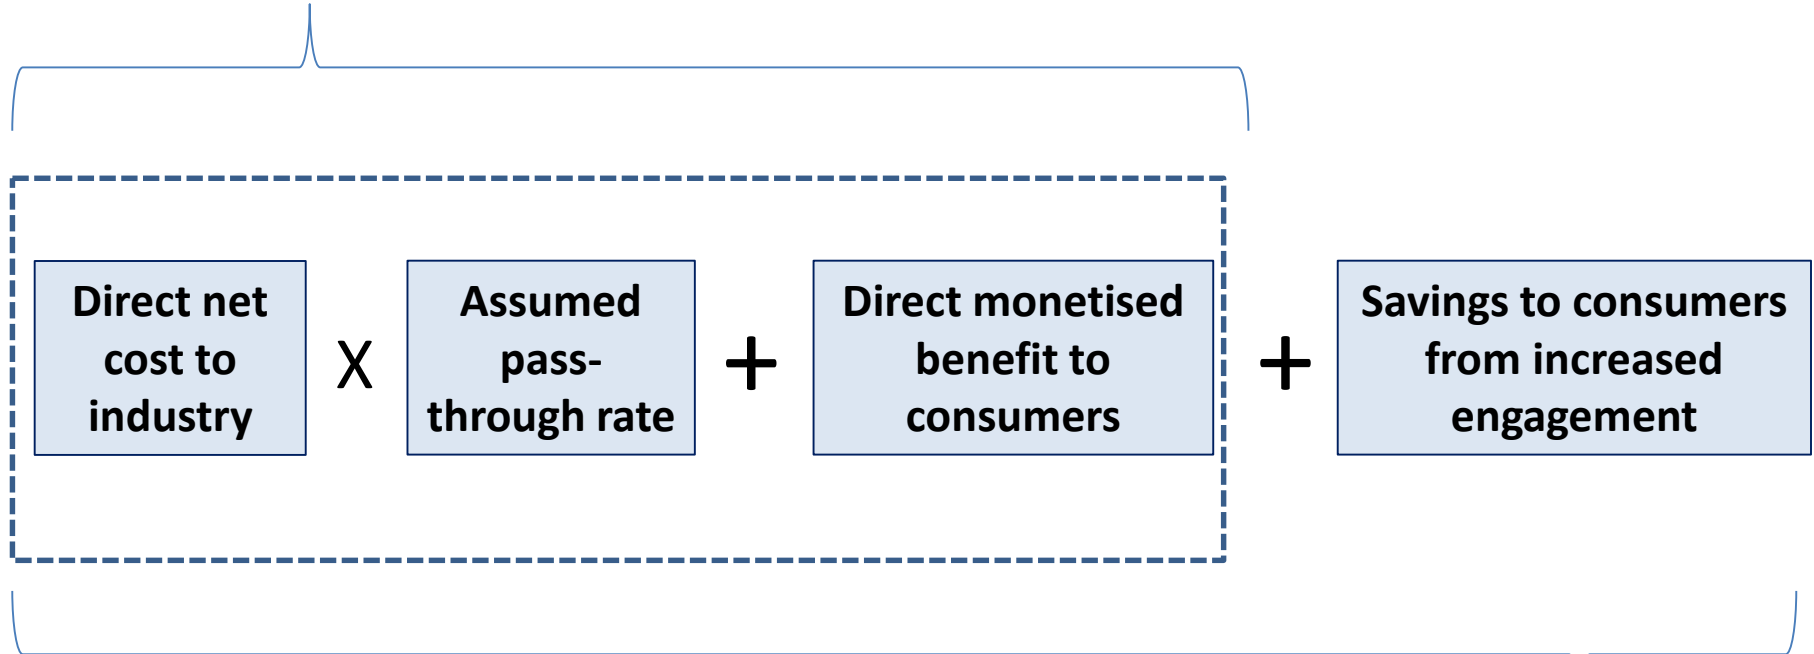 Direct net
cost to
industry
X
Assumed
pass-
through rate
+
Direct monetised
benefit to
consumers
+
Savings to consumers
from increased
engagement